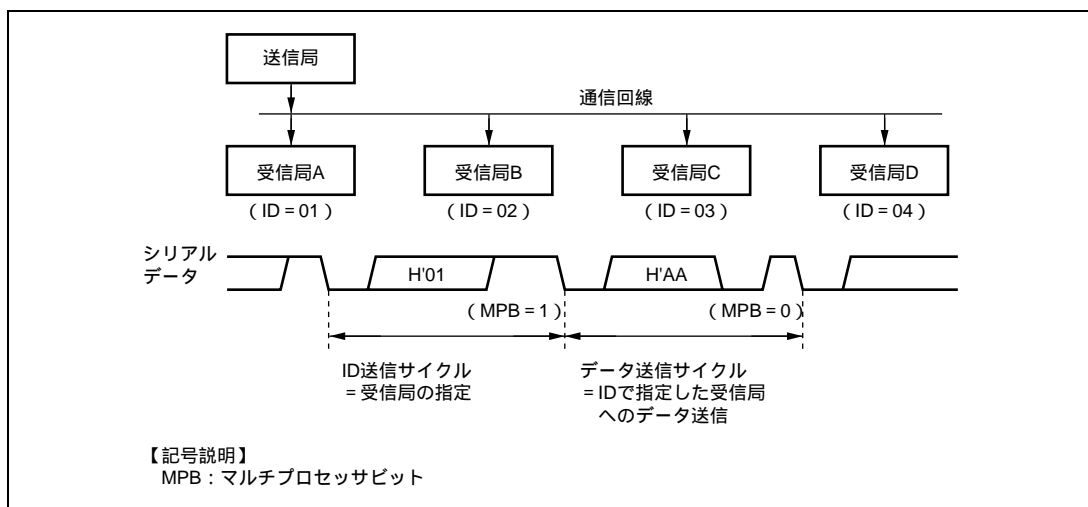 送信局
通信回線
受信局A 受信局B 受信局C 受信局D
（ID = 01） （ID = 02） （ID = 03） （ID = 04）
シリアル
データ
H'01 H'AA
（MPB = 1） （MPB = 0）
ID送信サイクル
= 受信局の指定
データ送信サイクル
= IDで指定した受信局
へのデータ送信
【記号説明】
MPB：マルチプロセッサビット